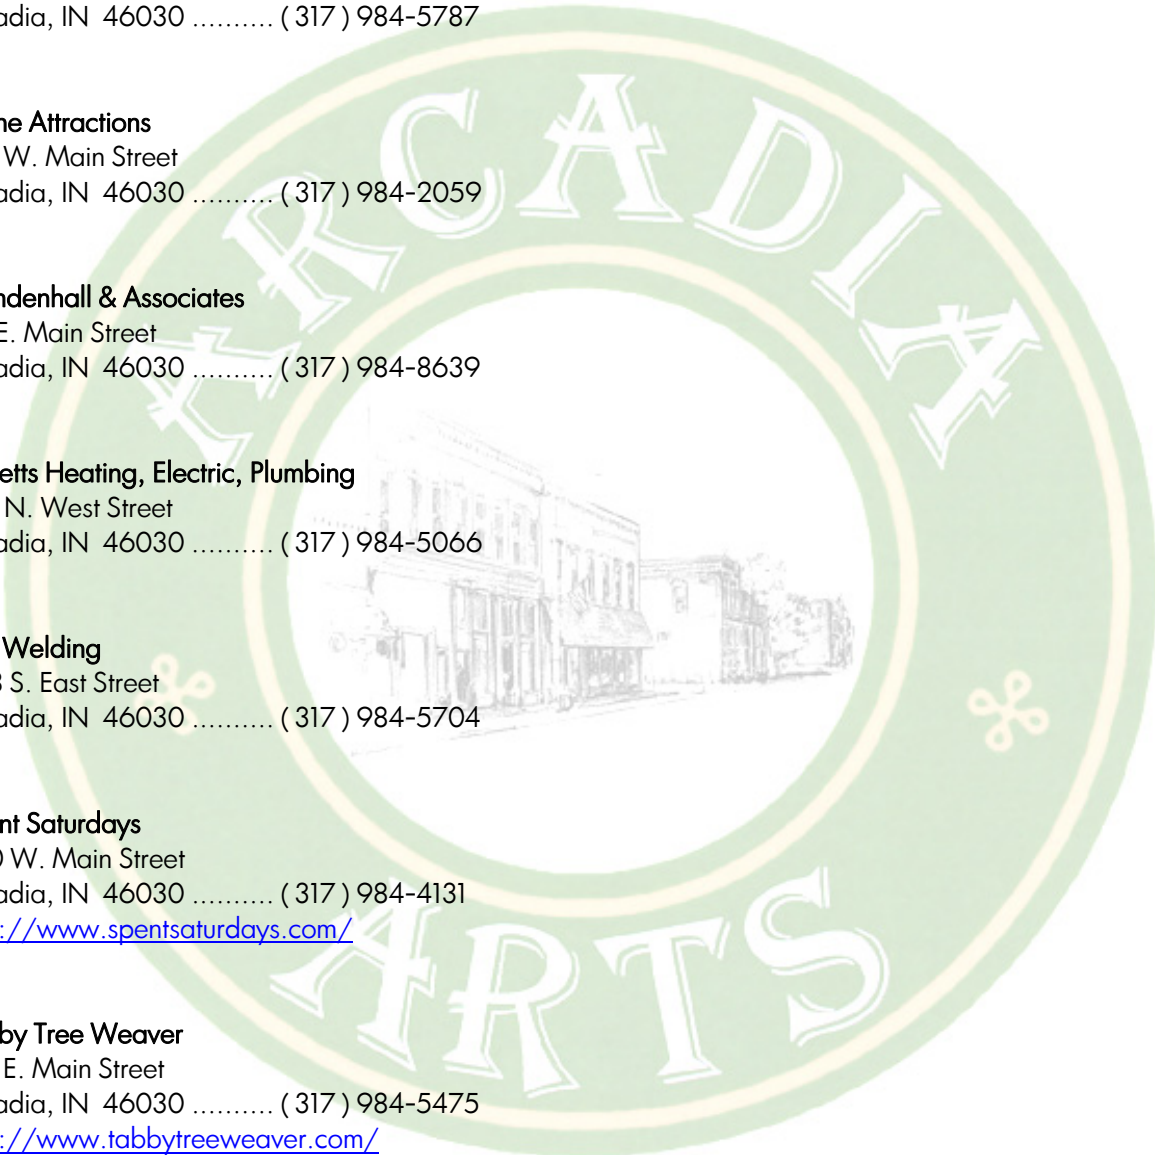 adia, IN 46030 .......... ( 317 ) 984-5787
ne Attractions
W. Main Street
adia, IN 46030 .......... ( 317 ) 984-2059
ndenhall & Associates
E. Main Street
adia, IN 46030 .......... ( 317 ) 984-8639
etts Heating, Electric, Plumbing
N. West Street
adia, IN 46030 .......... ( 317 ) 984-5066
Welding
S. East Street
adia, IN 46030 .......... ( 317 ) 984-5704
nt Saturdays
W. Main Street
adia, IN 46030 .......... ( 317 ) 984-4131
://www.spentsaturdays.com/
by Tree Weaver
E. Main Street
adia, IN 46030 .......... ( 317 ) 984-5475
://www.tabbytreeweaver.com/
ARCADIA
ARTS